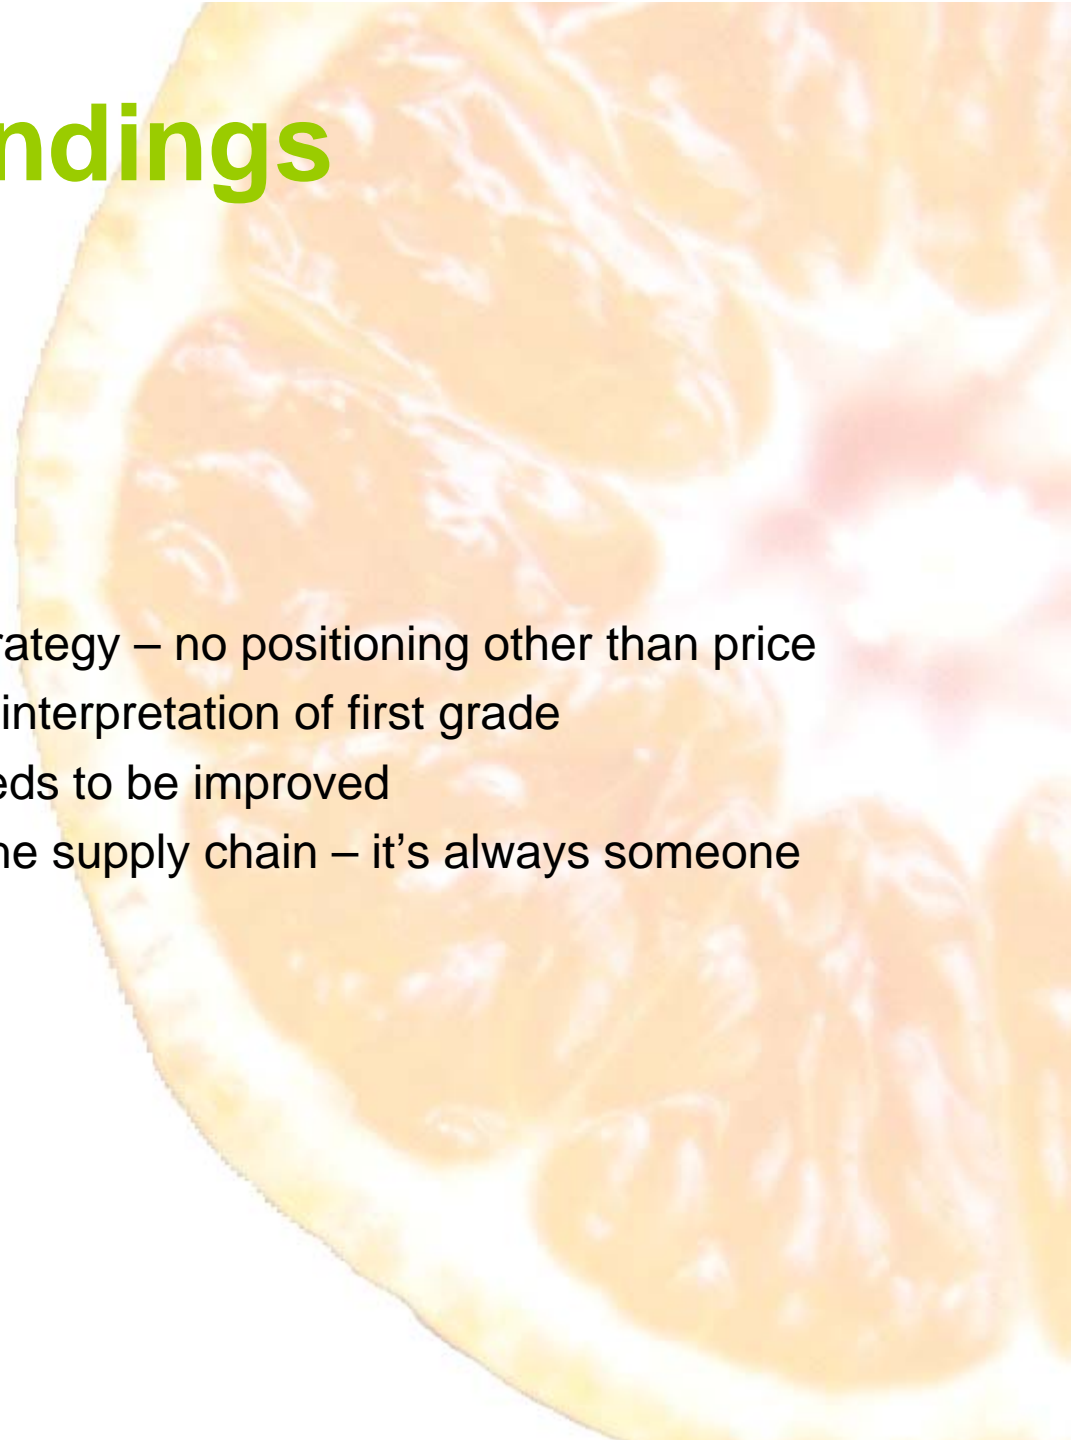 ndings
rategy – no positioning other than price
interpretation of first grade
eds to be improved
ne supply chain – it’s always someone